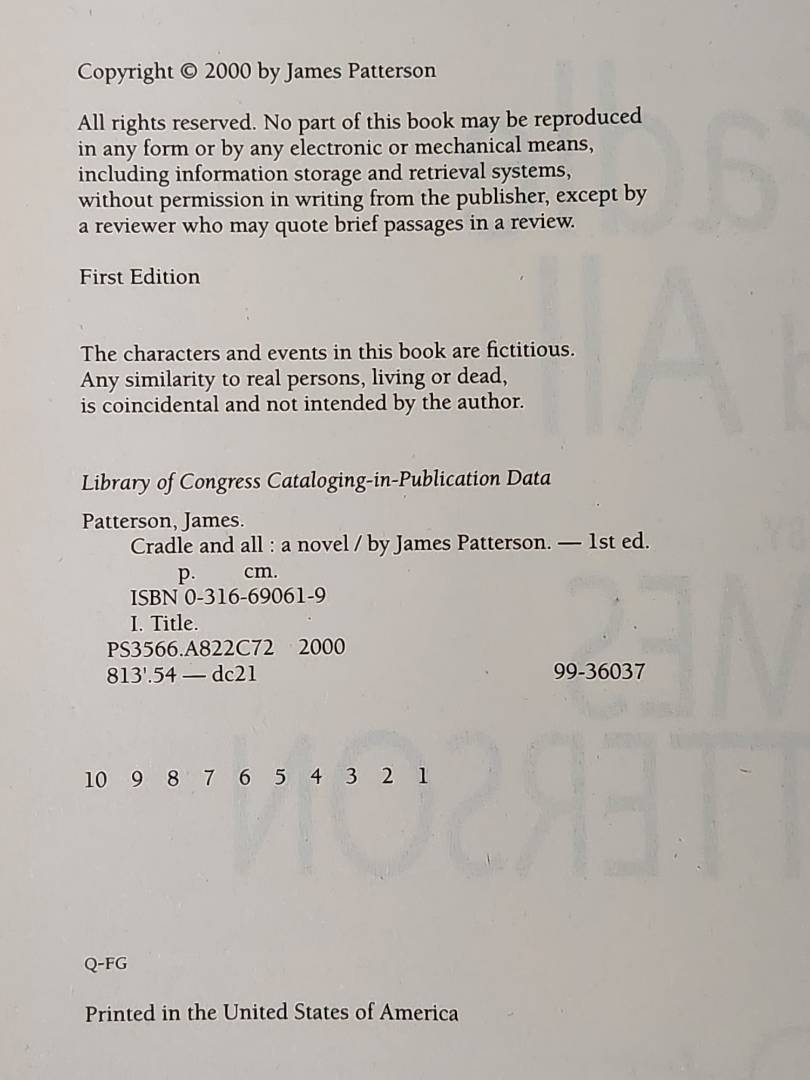 Copyright © 2000 by James Patterson
All rights reserved. No part of this book may be reproduced
in any form or by any electronic or mechanical means,
including information storage and retrieval systems,
without permission in writing from the publisher, except by
a reviewer who may quote brief passages in a review.
First Edition
The characters and events in this book are fictitious.
Any similarity to real persons, living or dead,
is coincidental and not intended by the author.
Library of Congress Cataloging-in-Publication Data
Patterson, James.
Cradle and all : a novel / by James Patterson. — 1st ed.
p. cm.
ISBN 0-316-69061-9
I. Title.
PS3566.A822C72 2000
813'.54 — dc21 99-36037
10 9 8 7 6 5 4 3 2 1
Q-FG
Printed in the United States of America